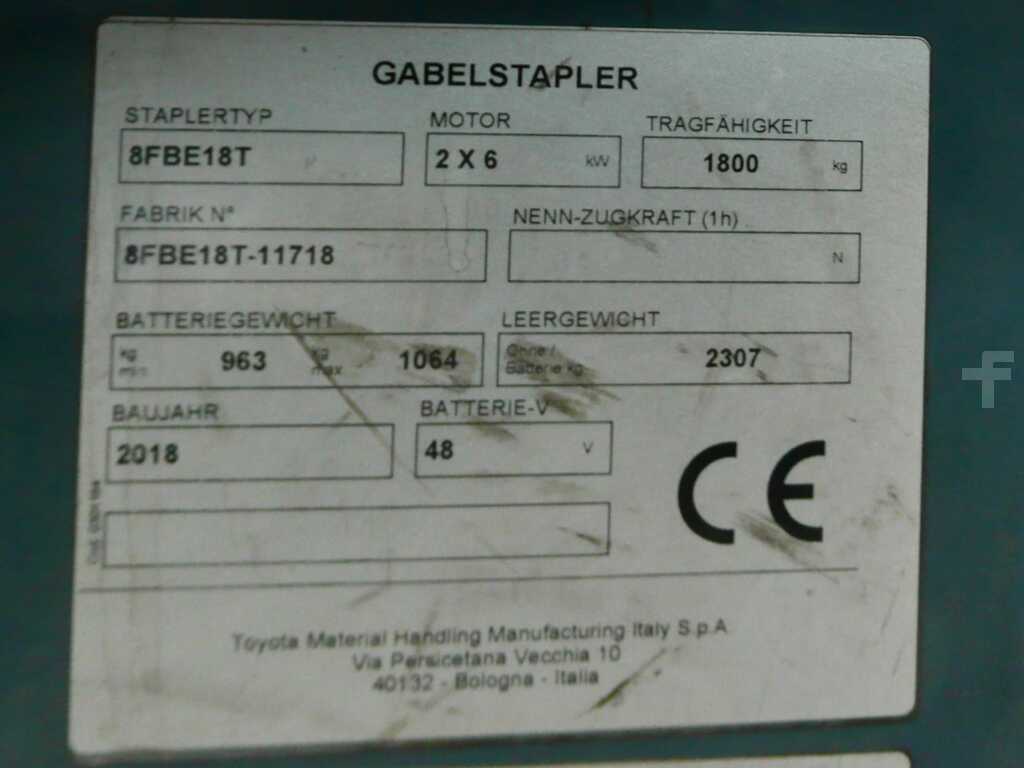 GABELSTAPLER
STAPLERTYP MOTOR TRAGFÄHIGKEIT
8FBE18T 2 X 6 kW 1800 kg
FABRIK N° NENN-ZUGKRAFT (1h)
8FBE18T-11718 N
BATTERIEGEWICHT LEERGEWICHT
kg min 963 kg max 1064 Ohne / Batterie kg 2307
BAUJAHR BATTERIE-V
2018 48 V
CE
Toyota Material Handling Manufacturing Italy S.p.A
Via Persicetana Vecchia 10
40132 - Bologna - Italia